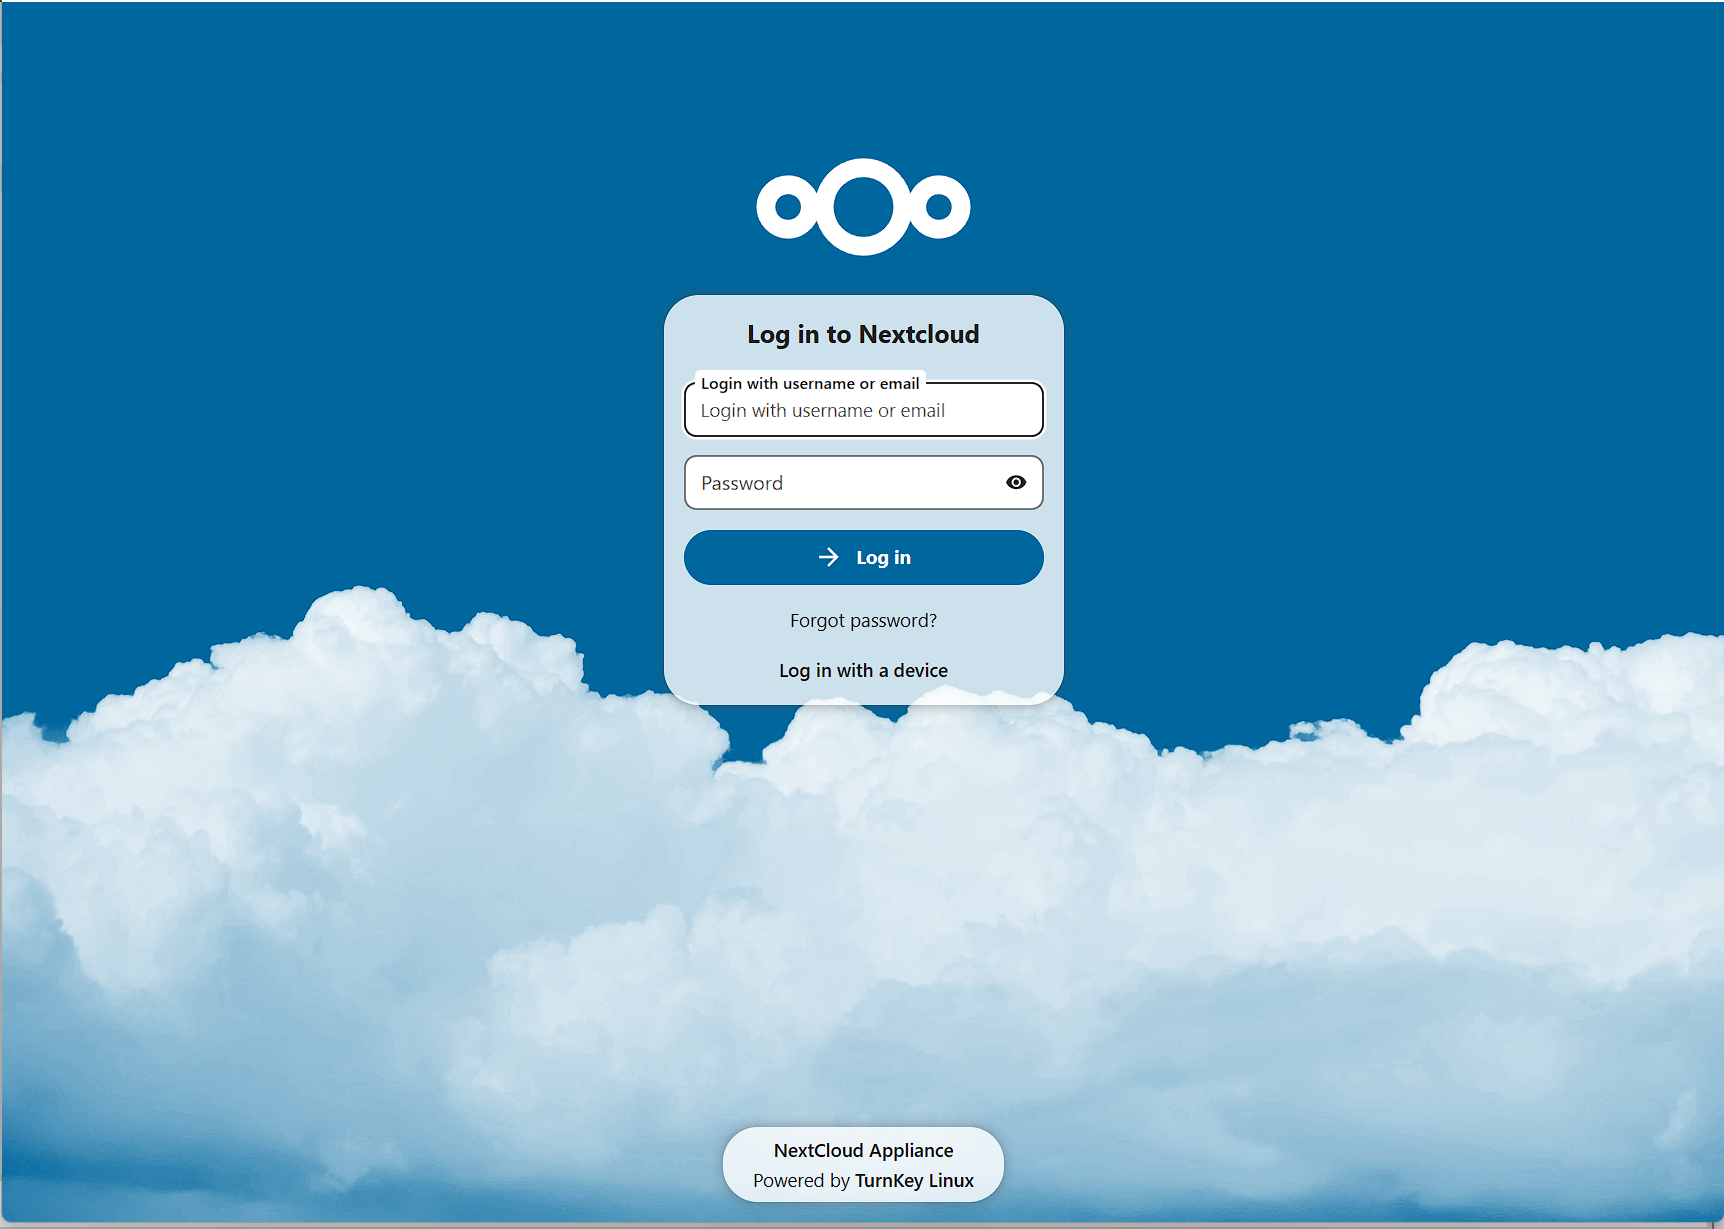 Log in to Nextcloud
Login with username or email
Login with username or email
Password
Log in
Forgot password?
Log in with a device
NextCloud Appliance
Powered by TurnKey Linux